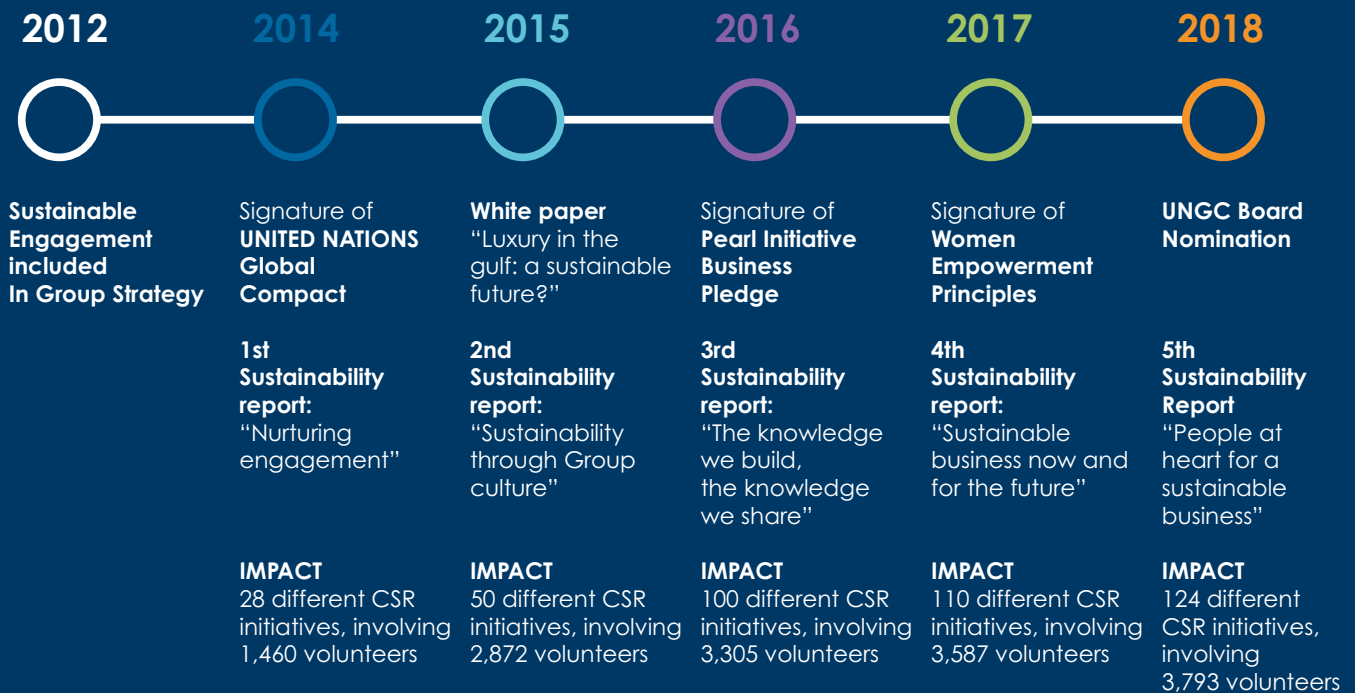 2012
Sustainable
Engagement
included
In Group Strategy
2014
Signature of
UNITED NATIONS
Global
Compact
1st
Sustainability
report:
“Nurturing
engagement”
IMPACT
28 different CSR
initiatives, involving
1,460 volunteers
2015
White paper
“Luxury in the
gulf: a sustainable
future?”
2nd
Sustainability
report:
“Sustainability
through Group
culture”
IMPACT
50 different CSR
initiatives, involving
2,872 volunteers
2016
Signature of
Pearl Initiative
Business
Pledge
3rd
Sustainability
report:
“The knowledge
we build,
the knowledge
we share”
IMPACT
100 different CSR
initiatives, involving
3,305 volunteers
2017
Signature of
Women
Empowerment
Principles
4th
Sustainability
report:
“Sustainable
business now and
for the future”
IMPACT
110 different CSR
initiatives, involving
3,587 volunteers
2018
UNGC Board
Nomination
5th
Sustainability
Report
“People at
heart for a
sustainable
business”
IMPACT
124 different
CSR initiatives,
involving
3,793 volunteers